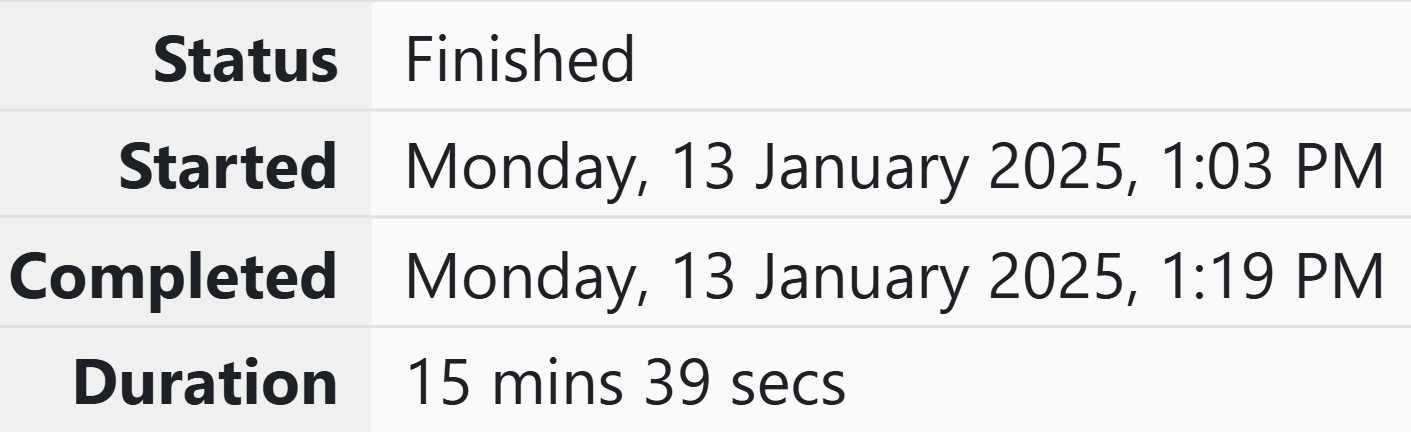 Status Finished
Started Monday, 13 January 2025, 1:03 PM
Completed Monday, 13 January 2025, 1:19 PM
Duration 15 mins 39 secs